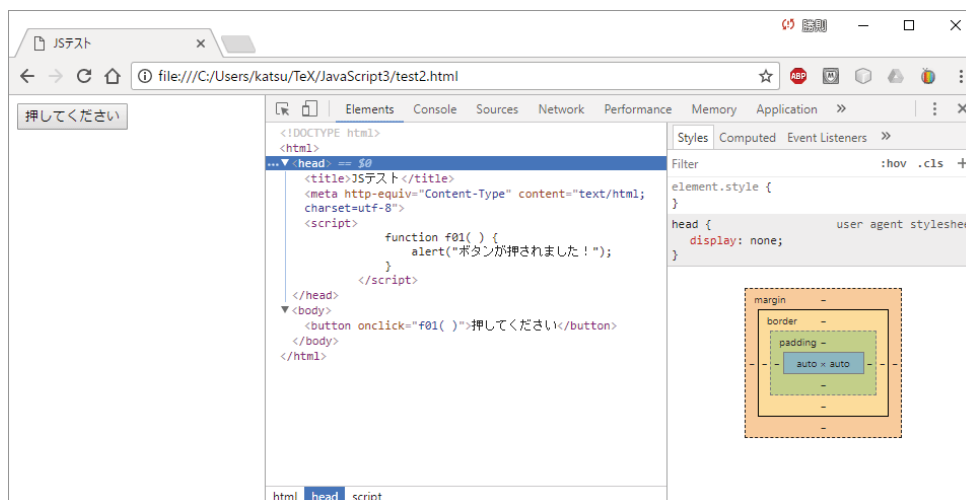 JSテスト
file:///C:/Users/katsu/TeX/JavaScript3/test2.html
ABP
押してください
Elements Console Sources Network Performance Memory Application »
<!DOCTYPE html>
<html>
...▼<head> == $0
<title>JSテスト</title>
<meta http-equiv="Content-Type" content="text/html;
charset=utf-8">
<script>
function f01( ) {
alert("ボタンが押されました！");
}
</script>
</head>
▼<body>
<button onclick="f01( )">押してください</button>
</body>
</html>
html head script
Styles Computed Event Listeners »
Filter :hov .cls +
element.style {
}
head { user agent styleshee
display: none;
}
margin –
border –
padding –
– – – auto × auto – – –
–
–
–